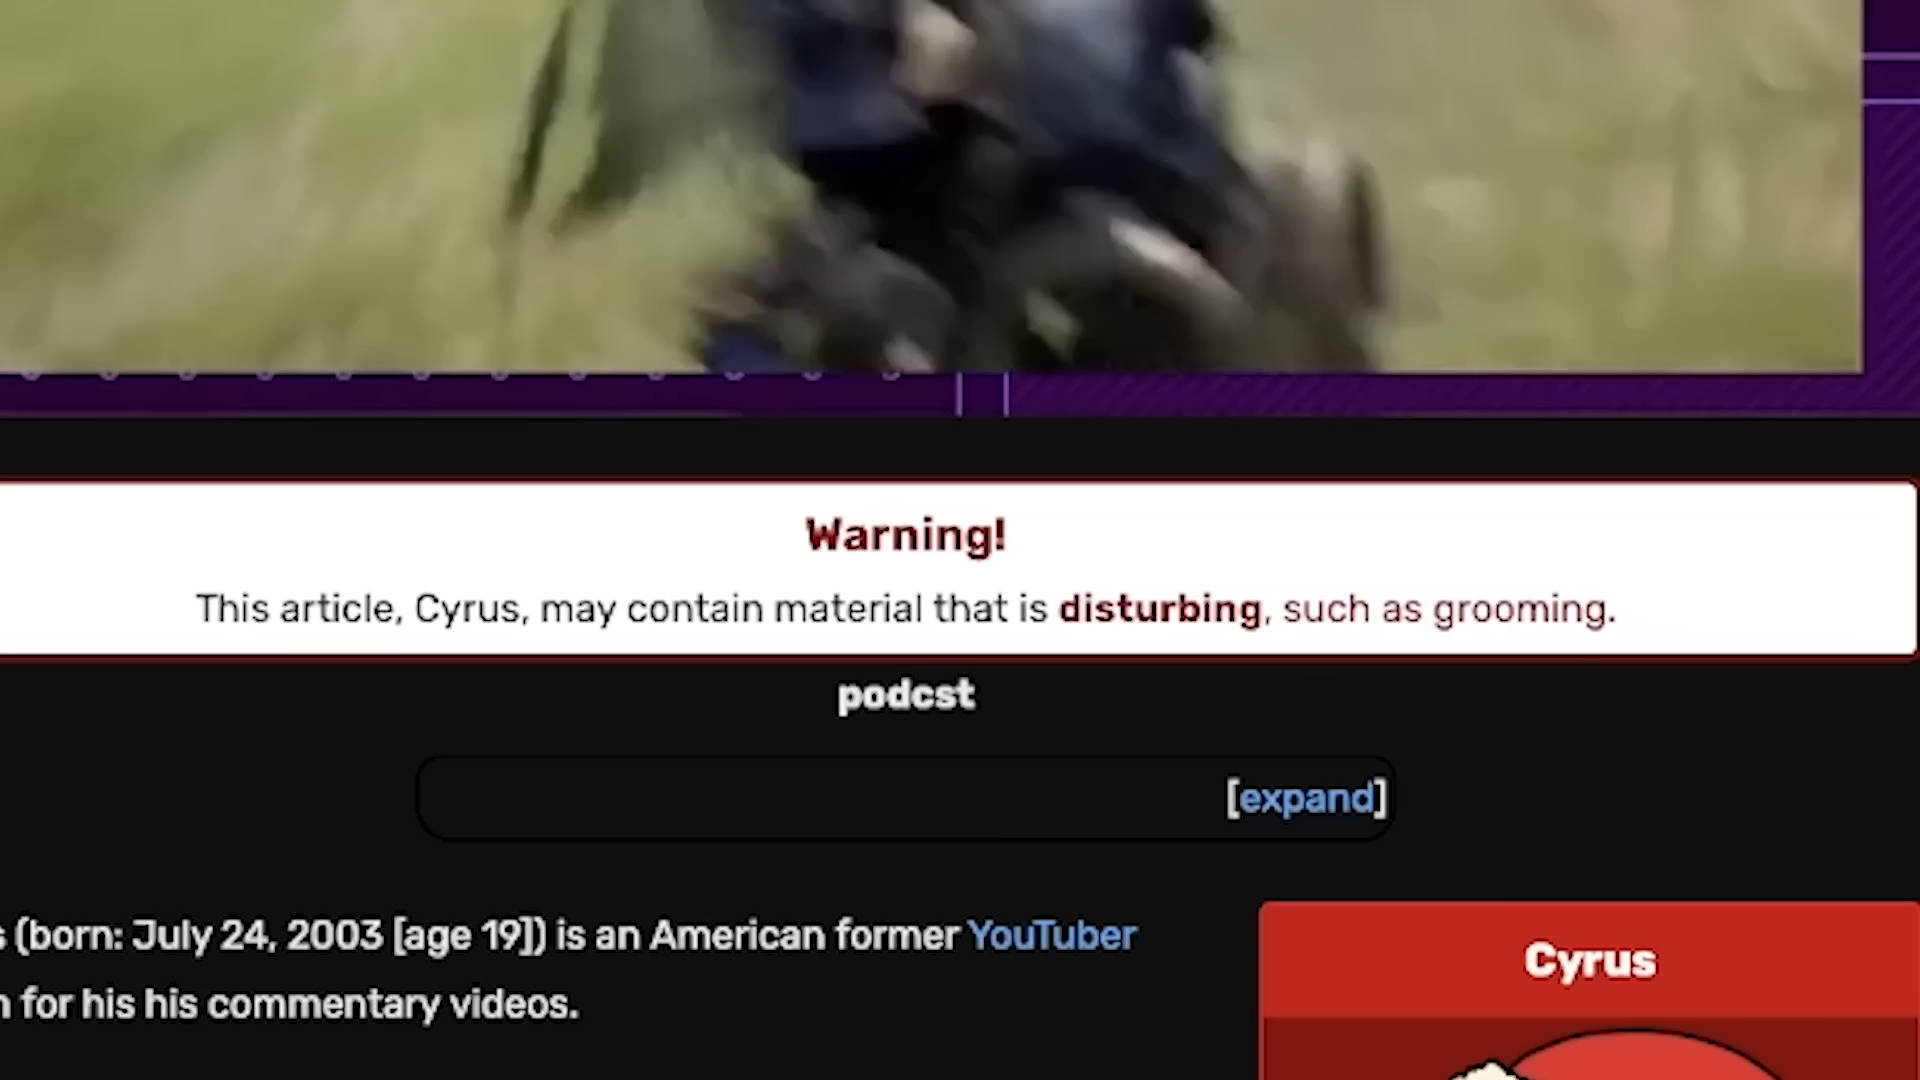 Warning!
This article, Cyrus, may contain material that is disturbing, such as grooming.
podcst
[expand]
(born: July 24, 2003 [age 19]) is an American former YouTuber
for his his commentary videos.
Cyrus